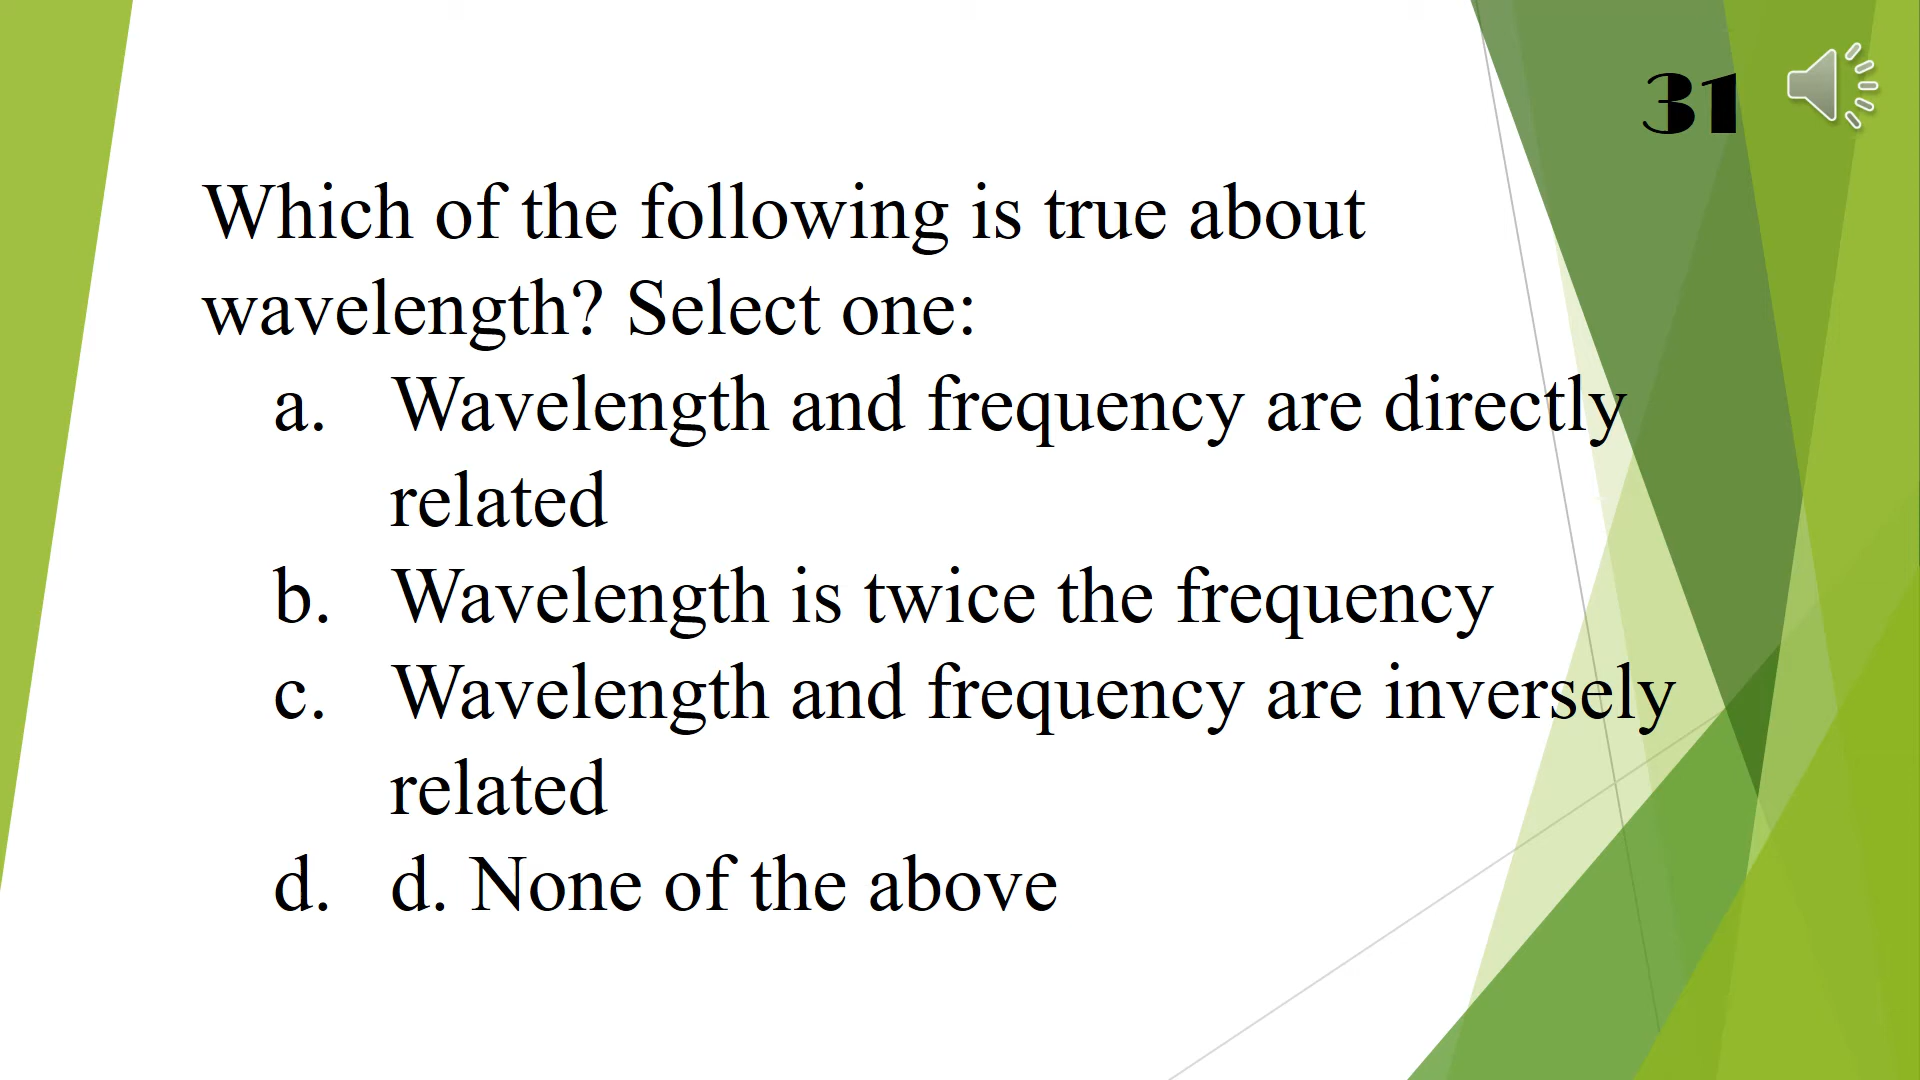 31
Which of the following is true about
wavelength? Select one:
a. Wavelength and frequency are directly
related
b. Wavelength is twice the frequency
c. Wavelength and frequency are inversely
related
d. d. None of the above